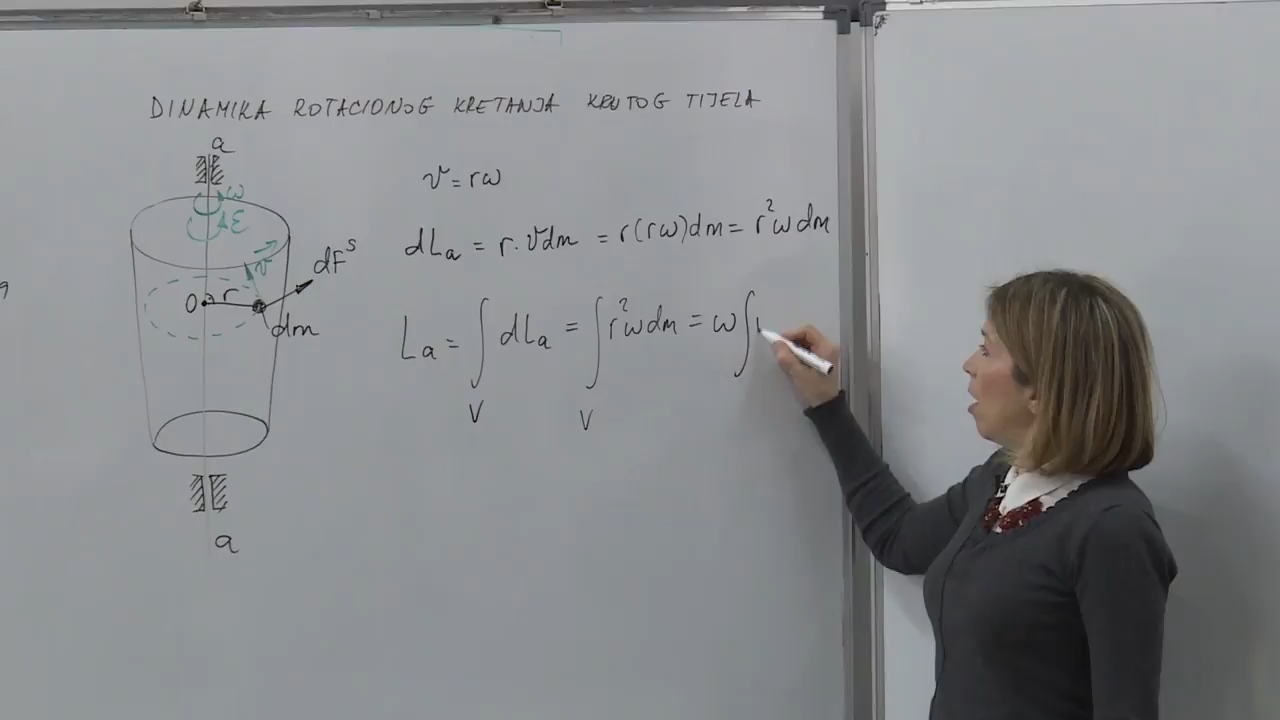 DINAMIKA ROTACIONOG KRETANJA KRUTOG TIJELA
a
ω
ε
v
dF^s
O r
dm
a
v = rω
dL_a = r · v dm = r(rω)dm = r²ω dm
L_a = ∫_V dL_a = ∫_V r²ω dm = ω ∫